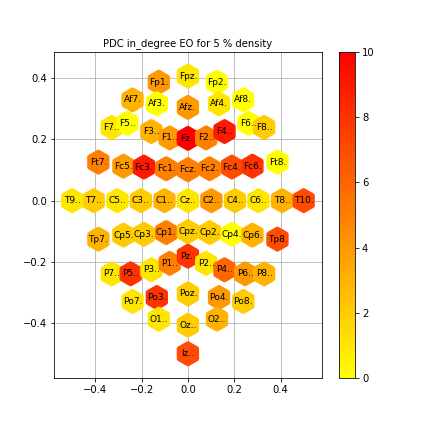 PDC in_degree EO for 5 % density
Fp1. Fpz. Fp2.
Af7. Af3. Afz. Af4. Af8.
F7.. F5.. F3.. F1.. Fz.. F2.. F4.. F6.. F8..
Ft7. Fc5. Fc3. Fc1. Fcz. Fc2. Fc4. Fc6. Ft8.
T9.. T7.. C5.. C3.. C1.. Cz.. C2.. C4.. C6.. T8.. T10.
Tp7. Cp5. Cp3. Cp1. Cpz. Cp2. Cp4. Cp6. Tp8.
P7.. P5.. P3.. P1.. Pz.. P2.. P4.. P6.. P8..
Po7. Po3. Poz. Po4. Po8.
O1.. Oz.. O2..
Iz..
0.4
0.2
0.0
−0.2
−0.4
−0.4 −0.2 0.0 0.2 0.4
10
8
6
4
2
0